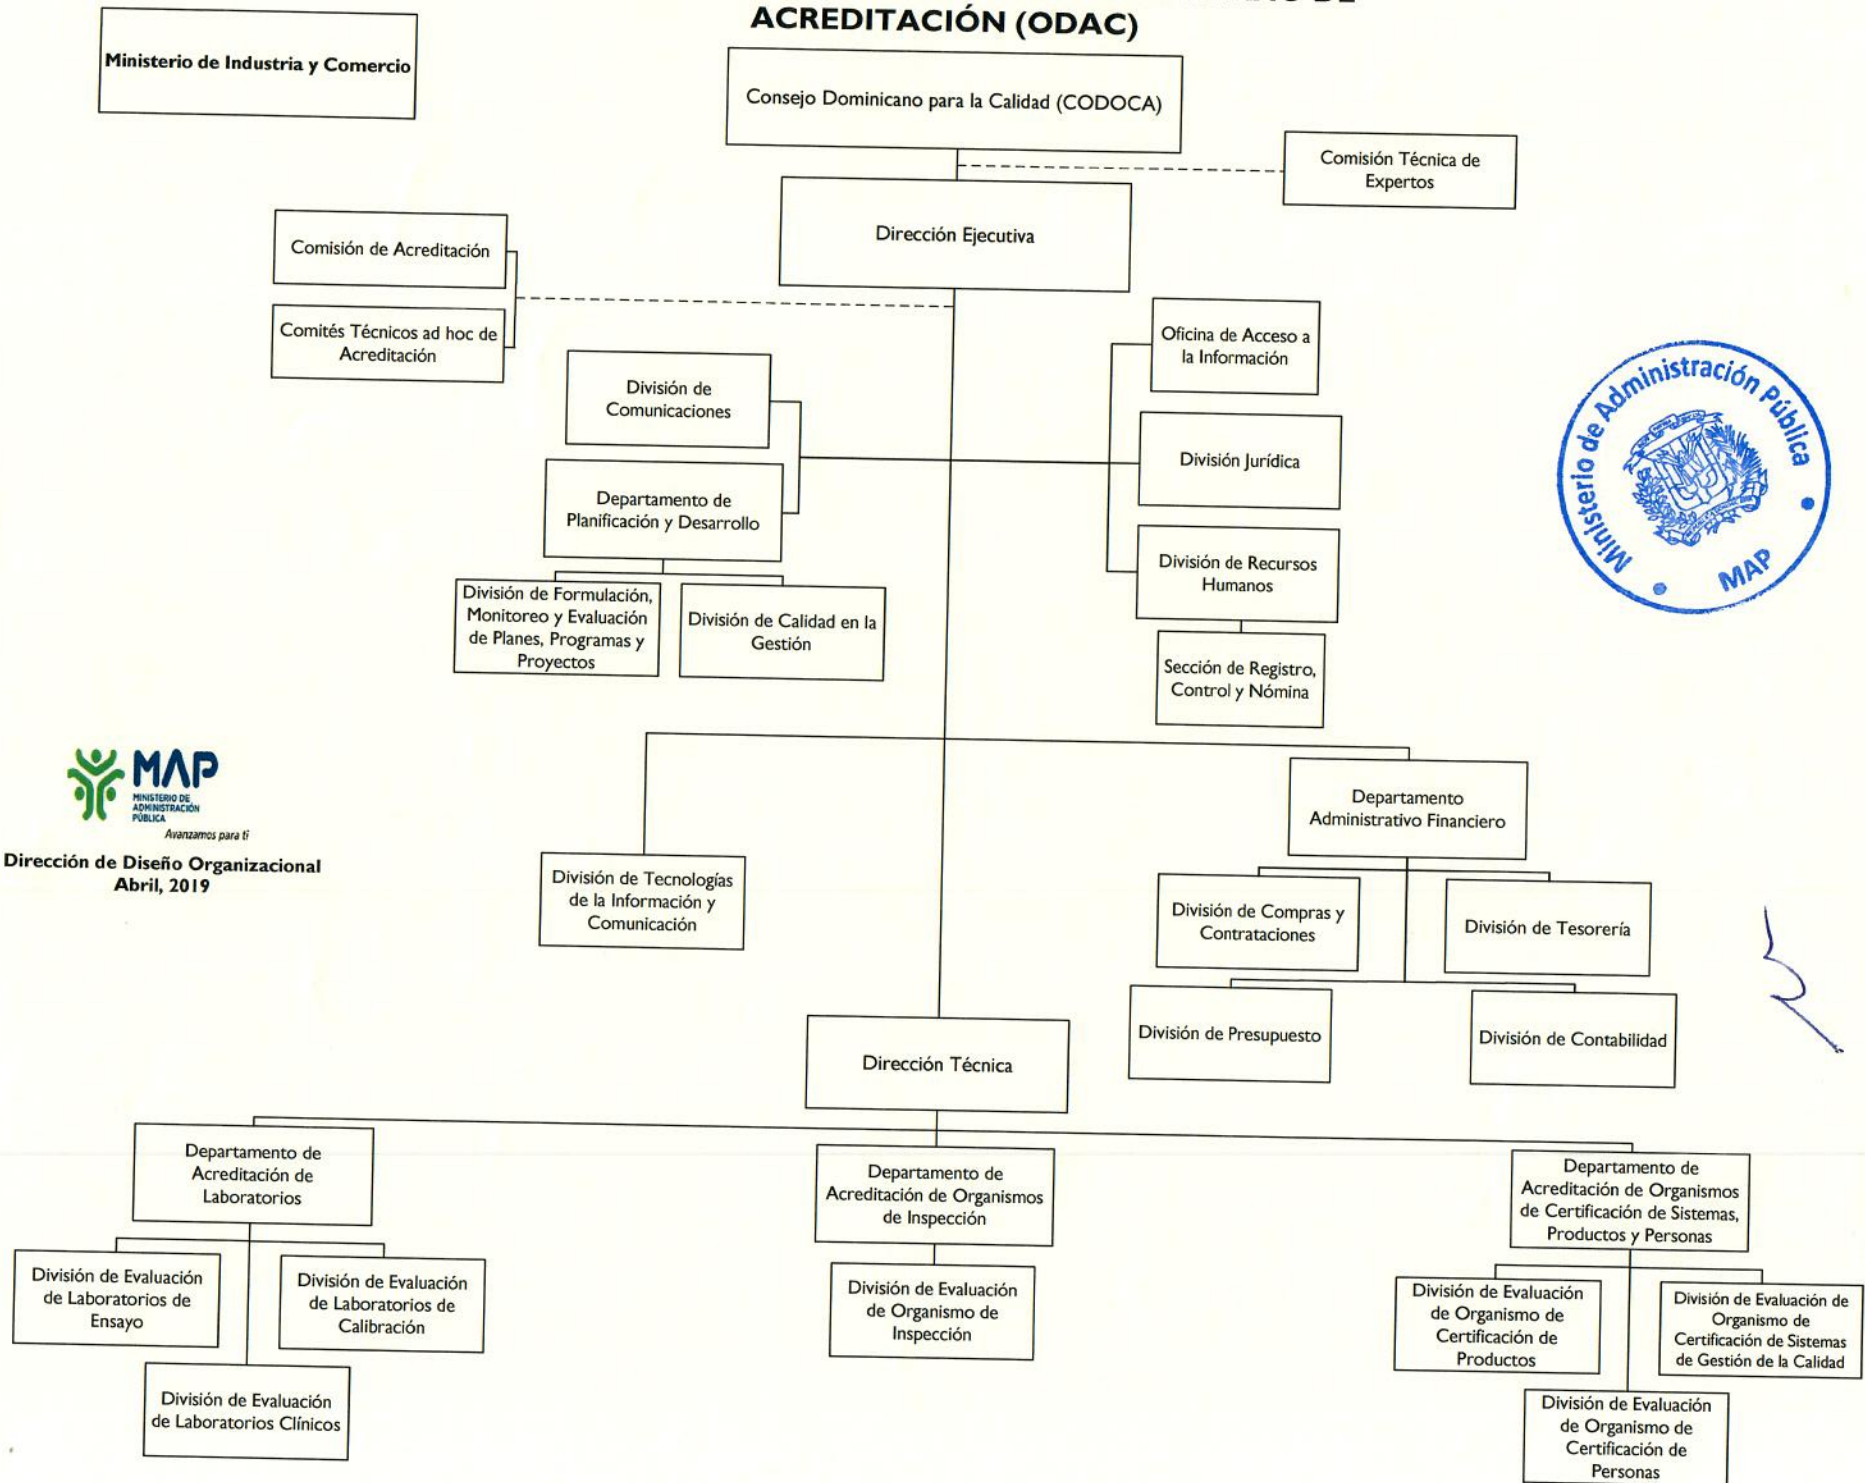 ACREDITACIÓN (ODAC)
Ministerio de Industria y Comercio
Consejo Dominicano para la Calidad (CODOCA)
Comisión Técnica de
Expertos
Dirección Ejecutiva
Comisión de Acreditación
Comités Técnicos ad hoc de
Acreditación
Oficina de Acceso a
la Información
División de
Comunicaciones
División Jurídica
Departamento de
Planificación y Desarrollo
División de Recursos
Humanos
División de Formulación,
Monitoreo y Evaluación
de Planes, Programas y
Proyectos
División de Calidad en la
Gestión
Sección de Registro,
Control y Nómina
Ministerio de Administración Pública
MAP
MAP
MINISTERIO DE
ADMINISTRACIÓN
PÚBLICA
Avanzamos para ti
Dirección de Diseño Organizacional
Abril, 2019
Departamento
Administrativo Financiero
División de Tecnologías
de la Información y
Comunicación
División de Compras y
Contrataciones
División de Tesorería
División de Presupuesto
División de Contabilidad
Dirección Técnica
Departamento de
Acreditación de
Laboratorios
Departamento de
Acreditación de Organismos
de Inspección
Departamento de
Acreditación de Organismos
de Certificación de Sistemas,
Productos y Personas
División de Evaluación
de Laboratorios de
Ensayo
División de Evaluación
de Laboratorios de
Calibración
División de Evaluación
de Laboratorios Clínicos
División de Evaluación
de Organismo de
Inspección
División de Evaluación
de Organismo de
Certificación de
Productos
División de Evaluación de
Organismo de
Certificación de Sistemas
de Gestión de la Calidad
División de Evaluación
de Organismo de
Certificación de
Personas